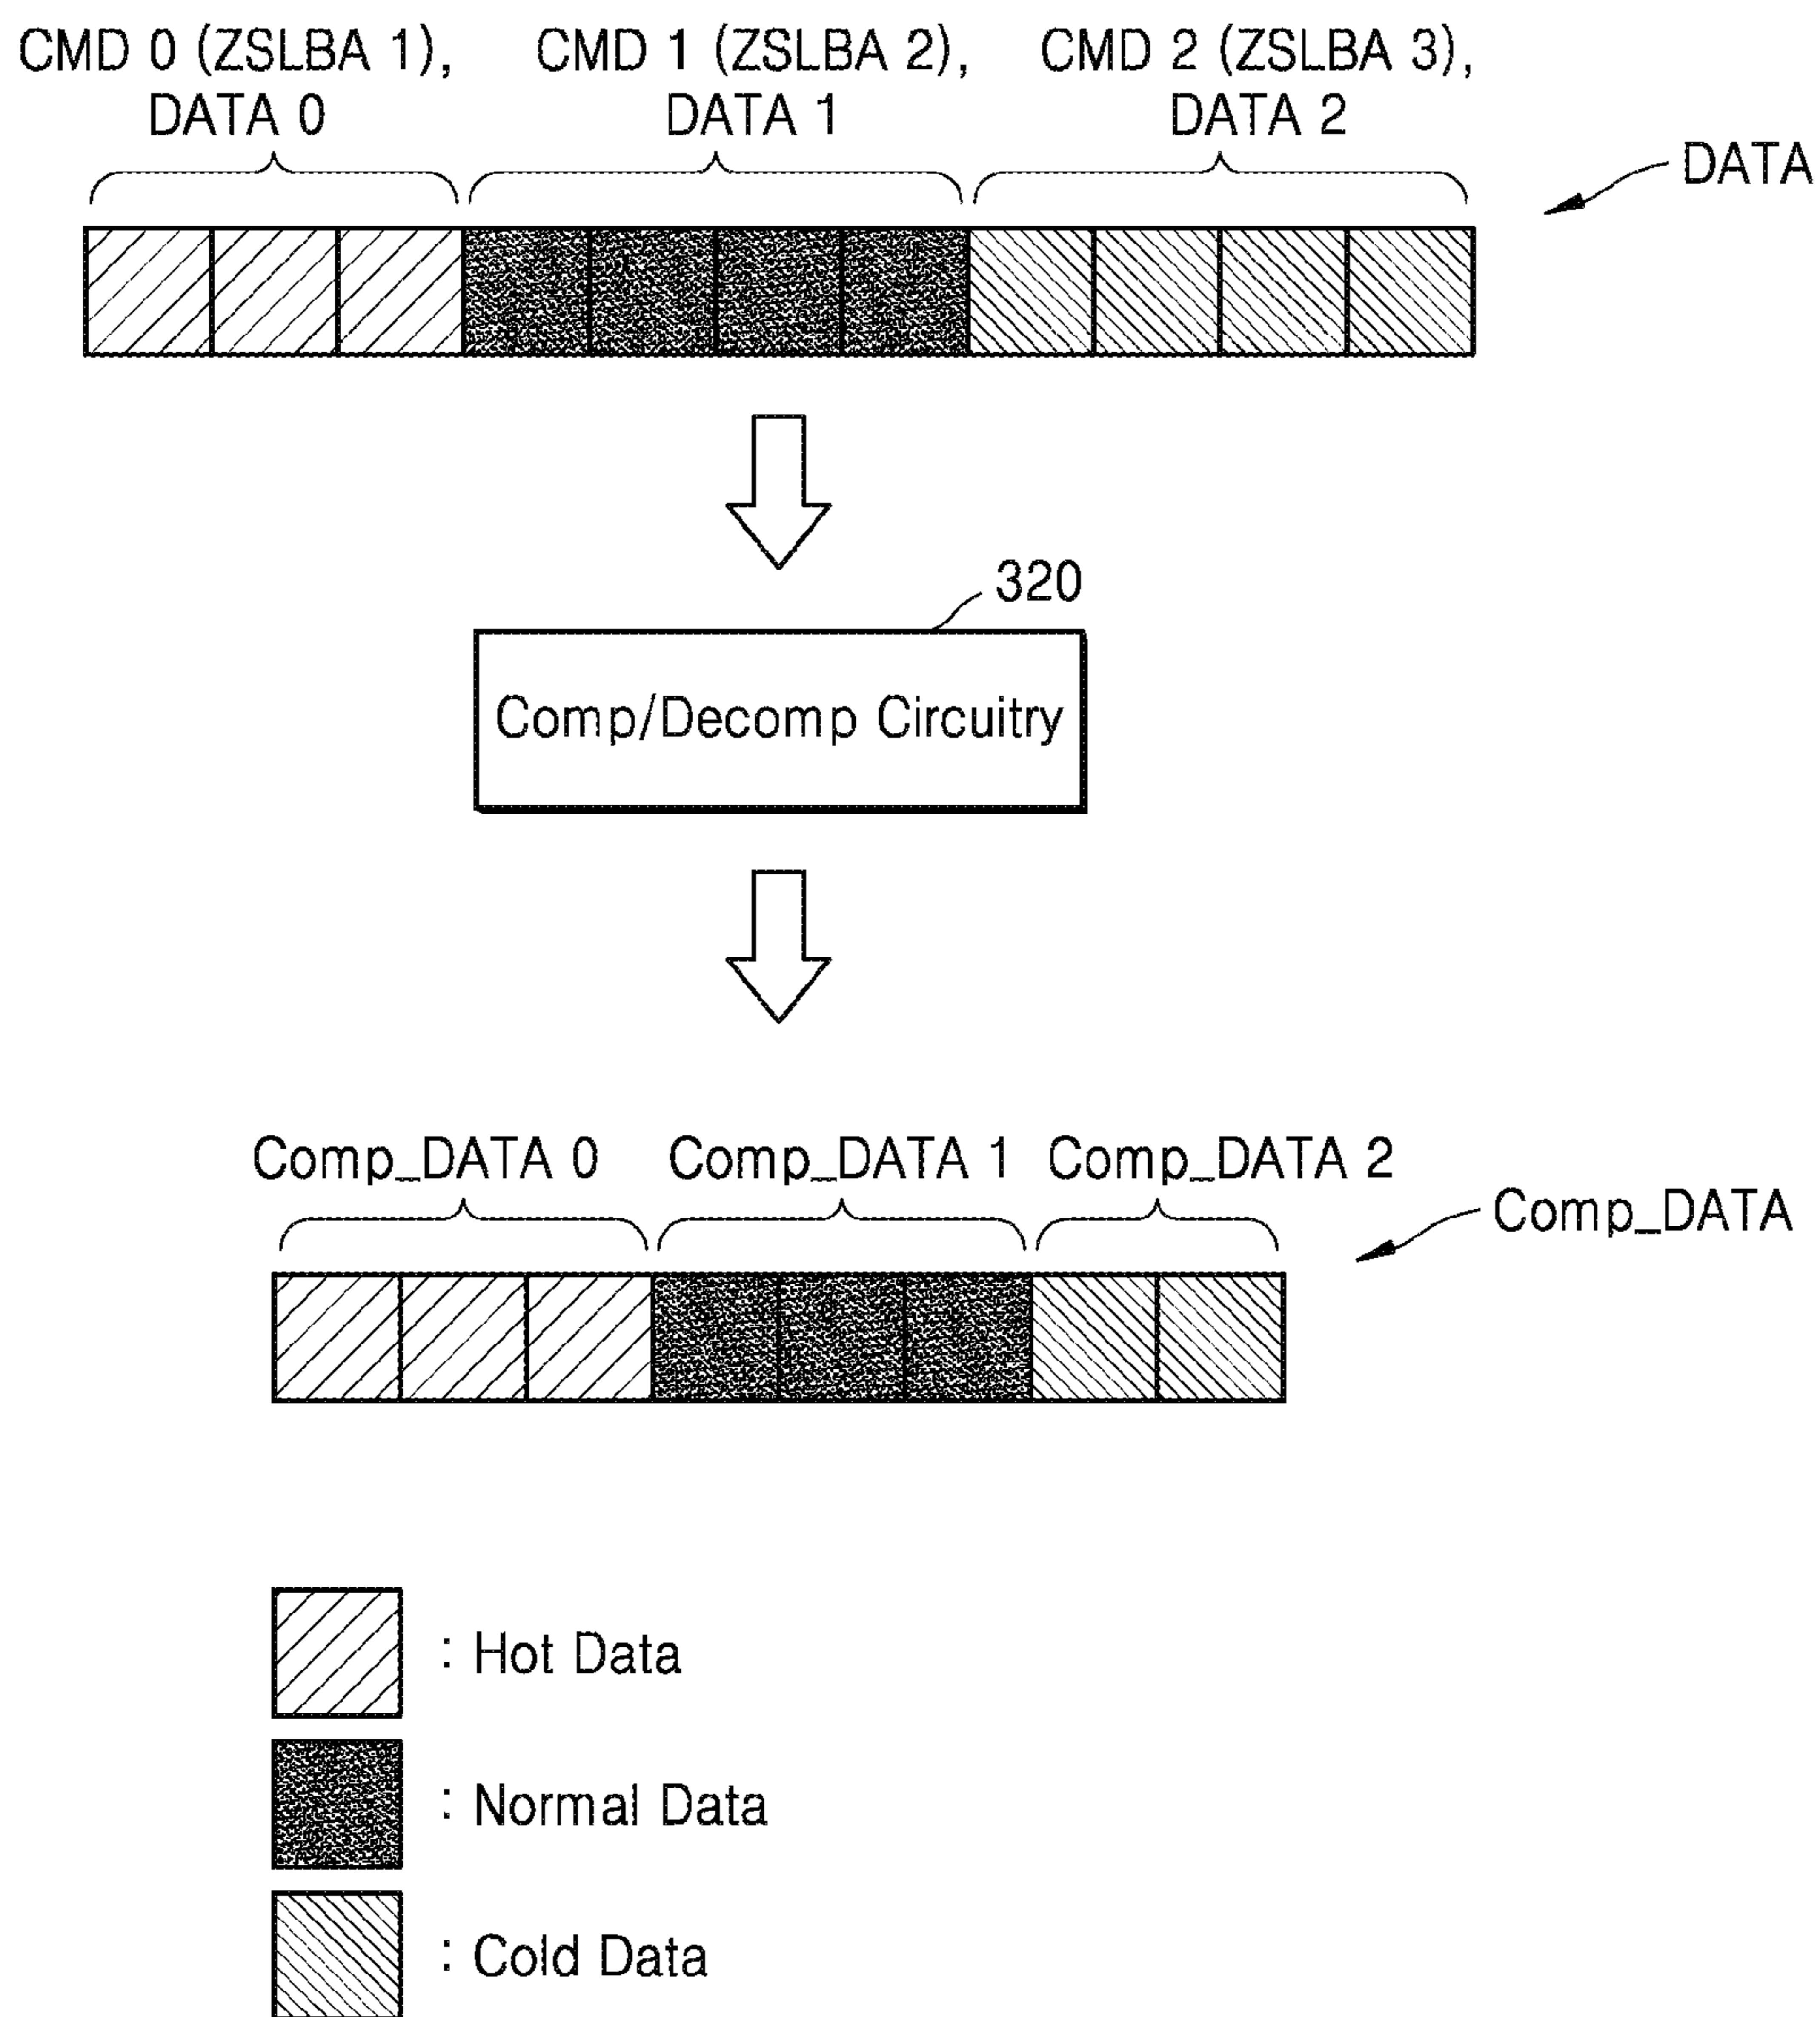 CMD 0 (ZSLBA 1), CMD 1 (ZSLBA 2), CMD 2 (ZSLBA 3),
DATA 0 DATA 1 DATA 2
DATA
320
Comp/Decomp Circuitry
Comp_DATA 0 Comp_DATA 1 Comp_DATA 2
Comp_DATA
: Hot Data
: Normal Data
: Cold Data